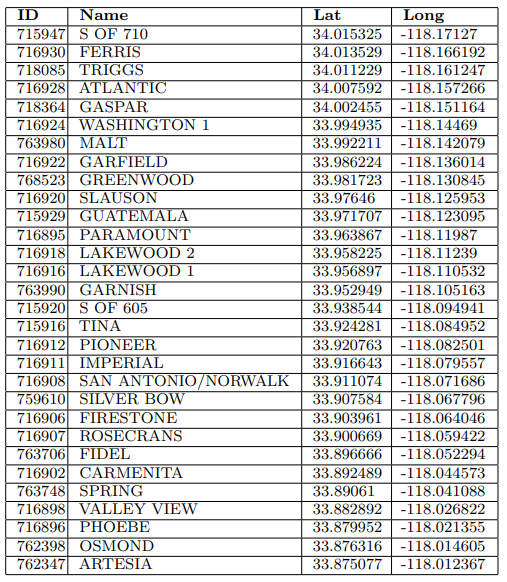 ID Name Lat Long
715947 S OF 710 34.015325 -118.17127
716930 FERRIS 34.013529 -118.166192
718085 TRIGGS 34.011229 -118.161247
716928 ATLANTIC 34.007592 -118.157266
718364 GASPAR 34.002455 -118.151164
716924 WASHINGTON 1 33.994935 -118.14469
763980 MALT 33.992211 -118.142079
716922 GARFIELD 33.986224 -118.136014
768523 GREENWOOD 33.981723 -118.130845
716920 SLAUSON 33.97646 -118.125953
715929 GUATEMALA 33.971707 -118.123095
716895 PARAMOUNT 33.963867 -118.11987
716918 LAKEWOOD 2 33.958225 -118.11239
716916 LAKEWOOD 1 33.956897 -118.110532
763990 GARNISH 33.952949 -118.105163
715920 S OF 605 33.938544 -118.094941
715916 TINA 33.924281 -118.084952
716912 PIONEER 33.920763 -118.082501
716911 IMPERIAL 33.916643 -118.079557
716908 SAN ANTONIO/NORWALK 33.911074 -118.071686
759610 SILVER BOW 33.907584 -118.067796
716906 FIRESTONE 33.903961 -118.064046
716907 ROSECRANS 33.900669 -118.059422
763706 FIDEL 33.896666 -118.052294
716902 CARMENITA 33.892489 -118.044573
763748 SPRING 33.89061 -118.041088
716898 VALLEY VIEW 33.882892 -118.026822
716896 PHOEBE 33.879952 -118.021355
762398 OSMOND 33.876316 -118.014605
762347 ARTESIA 33.875077 -118.012367